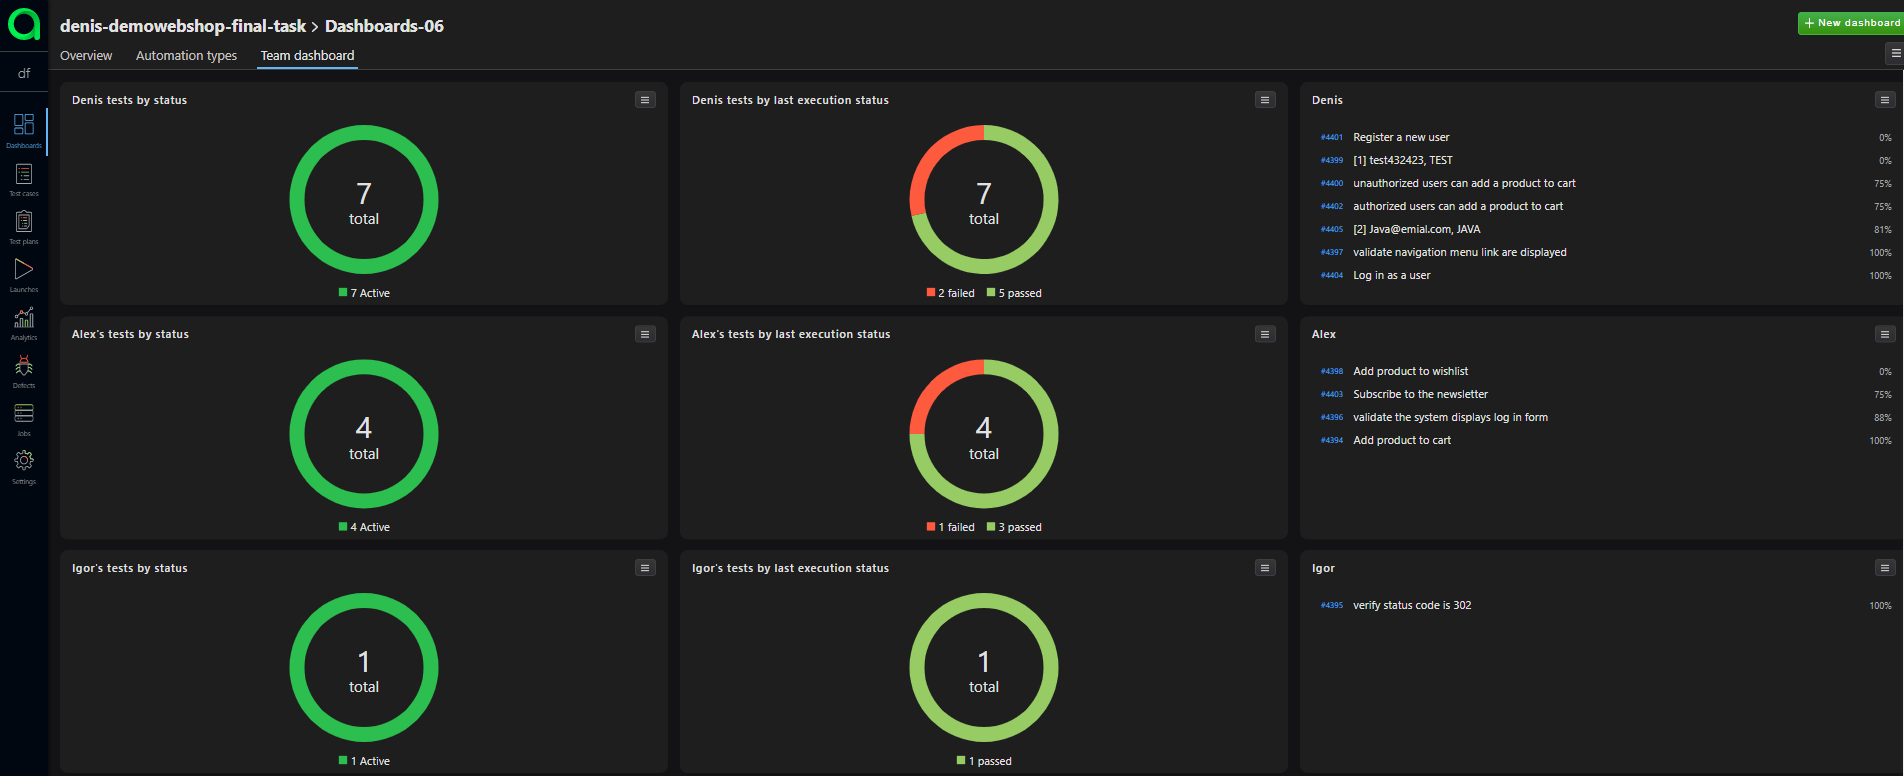 denis-demowebshop-final-task > Dashboards-06
+ New dashboard
Overview Automation types Team dashboard
df
Dashboards
Test cases
Test plans
Launches
Analytics
Defects
Jobs
Settings
Denis tests by status
7
total
7 Active
Denis tests by last execution status
7
total
2 failed 5 passed
Denis
#4401 Register a new user 0%
#4399 [1] test432423, TEST 0%
#4400 unauthorized users can add a product to cart 75%
#4402 authorized users can add a product to cart 75%
#4405 [2] Java@emial.com, JAVA 81%
#4397 validate navigation menu link are displayed 100%
#4404 Log in as a user 100%
Alex's tests by status
4
total
4 Active
Alex's tests by last execution status
4
total
1 failed 3 passed
Alex
#4398 Add product to wishlist 0%
#4403 Subscribe to the newsletter 75%
#4396 validate the system displays log in form 88%
#4394 Add product to cart 100%
Igor's tests by status
1
total
1 Active
Igor's tests by last execution status
1
total
1 passed
Igor
#4395 verify status code is 302 100%